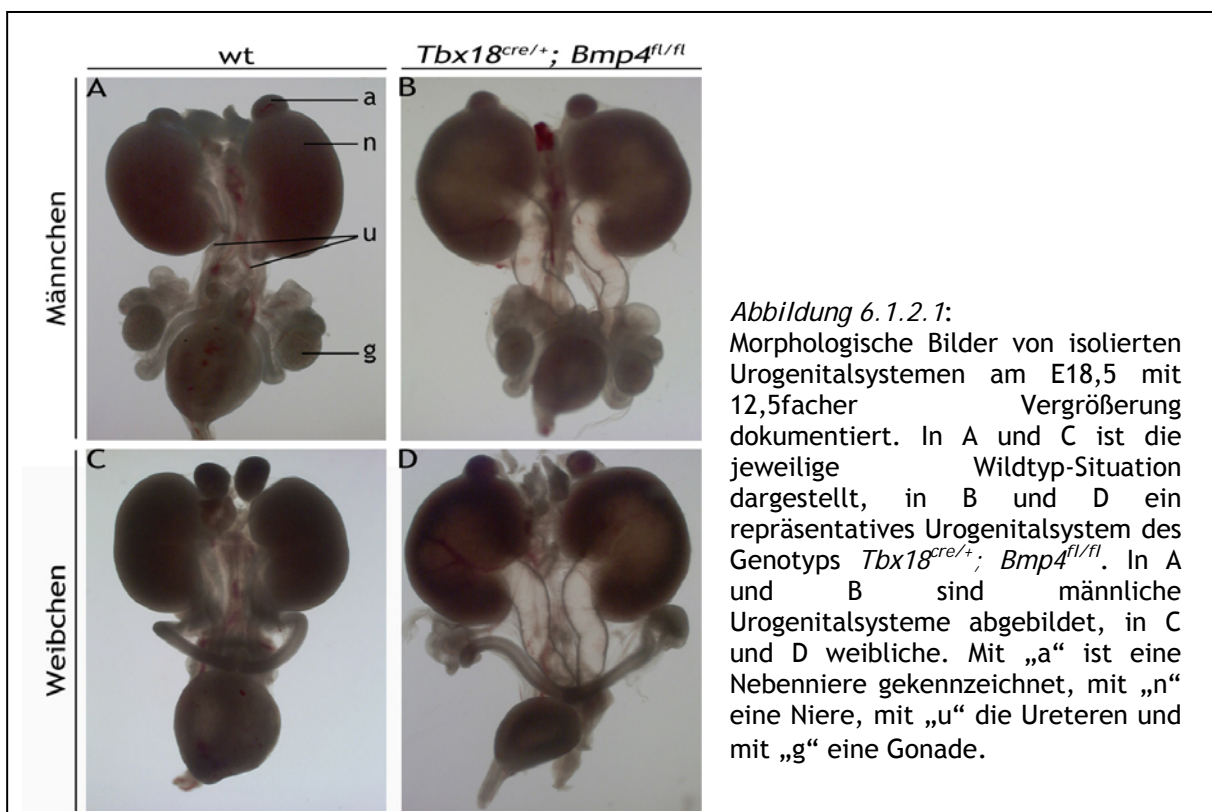 wt
Tbx18cre/+; Bmp4fl/fl
Männchen
A
a
n
u
g
B
Weibchen
C
D
Abbildung 6.1.2.1:
Morphologische Bilder von isolierten
Urogenitalsystemen am E18,5 mit
12,5facher Vergrößerung
dokumentiert. In A und C ist die
jeweilige Wildtyp-Situation
dargestellt, in B und D ein
repräsentatives Urogenitalsystem des
Genotyps Tbx18cre/+; Bmp4fl/fl. In A
und B sind männliche
Urogenitalsysteme abgebildet, in C
und D weibliche. Mit „a“ ist eine
Nebenniere gekennzeichnet, mit „n“
eine Niere, mit „u“ die Ureteren und
mit „g“ eine Gonade.